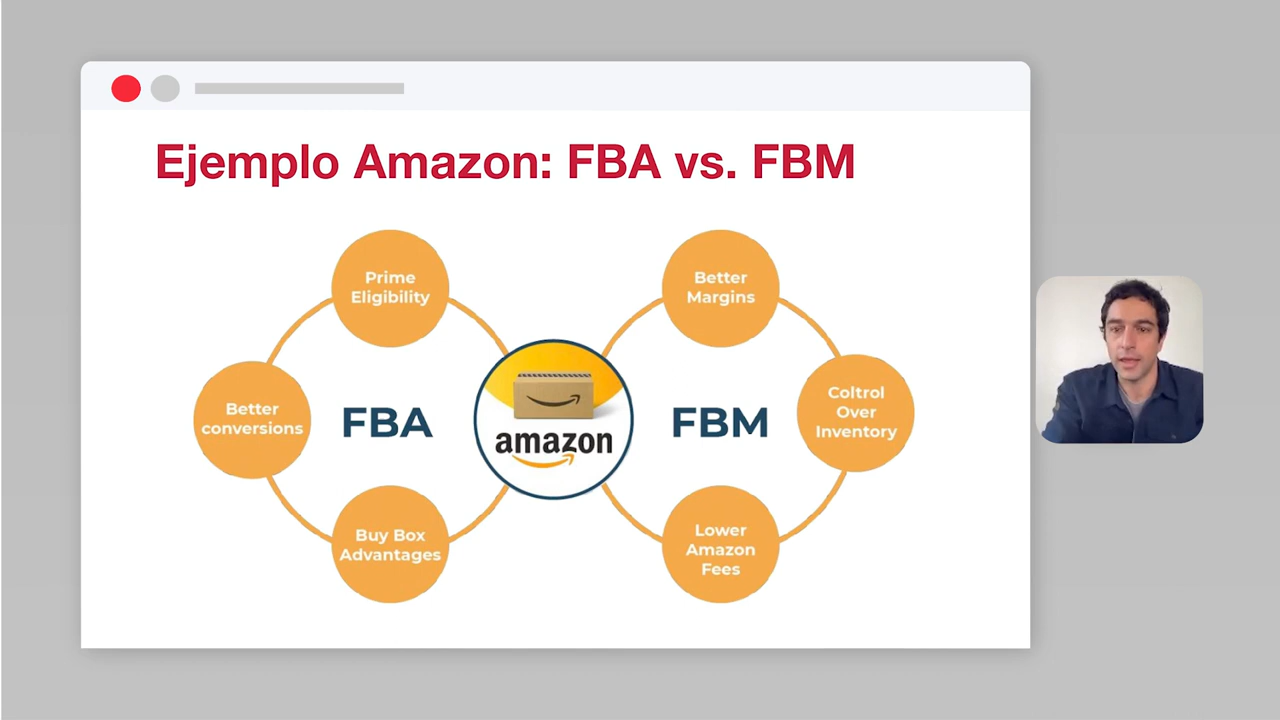 Ejemplo Amazon: FBA vs. FBM
Prime
Eligibility
Better
conversions
FBA
Buy Box
Advantages
amazon
Better
Margins
FBM
Coltrol
Over
Inventory
Lower
Amazon
Fees